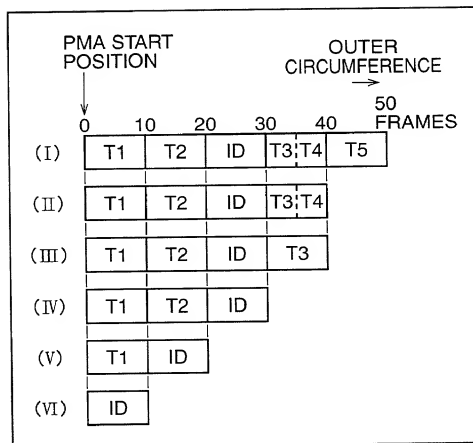 PMA START
POSITION
OUTER
CIRCUMFERENCE
→
50
FRAMES
0 10 20 30 40
(I) T1 T2 ID T3 T4 T5
(II) T1 T2 ID T3 T4
(III) T1 T2 ID T3
(IV) T1 T2 ID
(V) T1 ID
(VI) ID